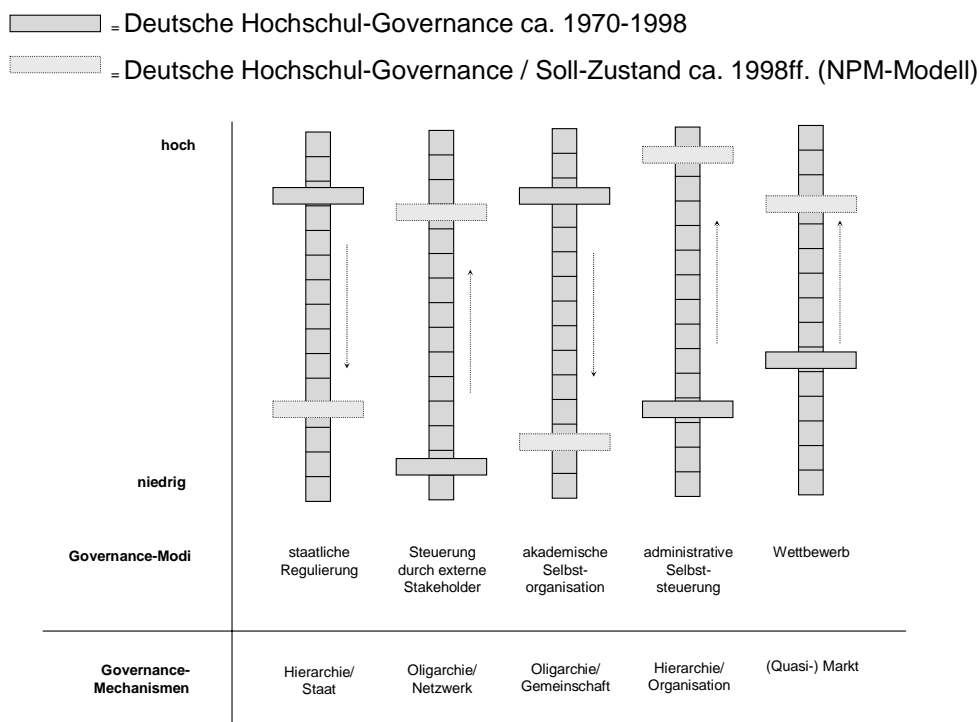 = Deutsche Hochschul-Governance ca. 1970-1998
= Deutsche Hochschul-Governance / Soll-Zustand ca. 1998ff. (NPM-Modell)
hoch
niedrig
Governance-Modi
staatliche
Regulierung
Steuerung
durch externe
Stakeholder
akademische
Selbst-
organisation
administrative
Selbst-
steuerung
Wettbewerb
Governance-
Mechanismen
Hierarchie/
Staat
Oligarchie/
Netzwerk
Oligarchie/
Gemeinschaft
Hierarchie/
Organisation
(Quasi-) Markt